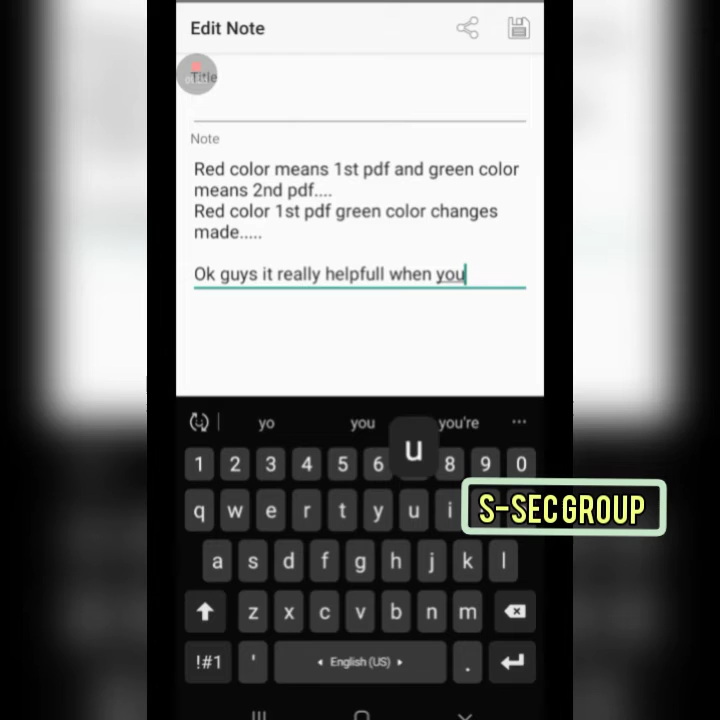 Edit Note
Title
Note
Red color means 1st pdf and green color
means 2nd pdf....
Red color 1st pdf green color changes
made.....
Ok guys it really helpfull when you
yo you you're ...
u
1 2 3 4 5 6 8 9 0
q w e r t y u i
S-SEC GROUP
a s d f g h j k l
z x c v b n m
!#1 ' English (US) .